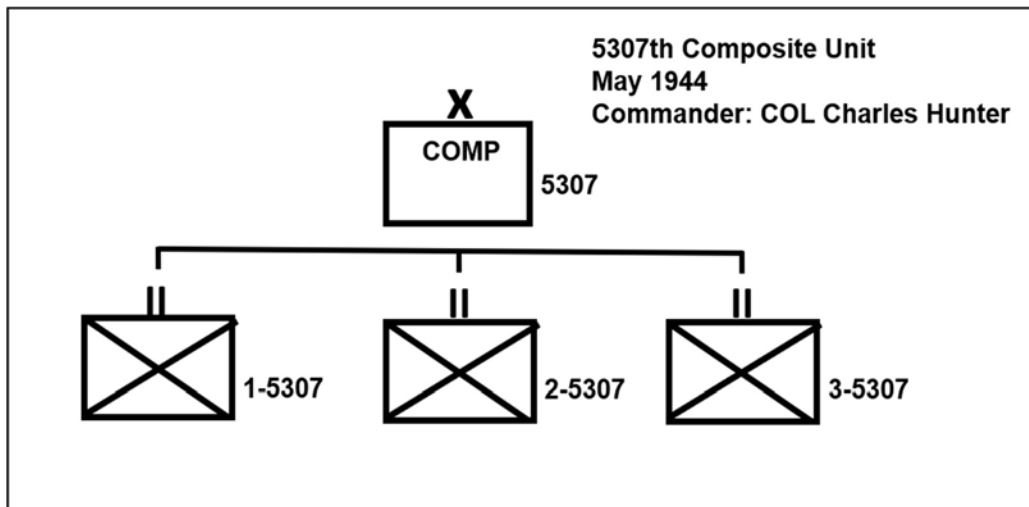 5307th Composite Unit
May 1944
Commander: COL Charles Hunter
X
COMP
5307
II
II
II
1-5307
2-5307
3-5307